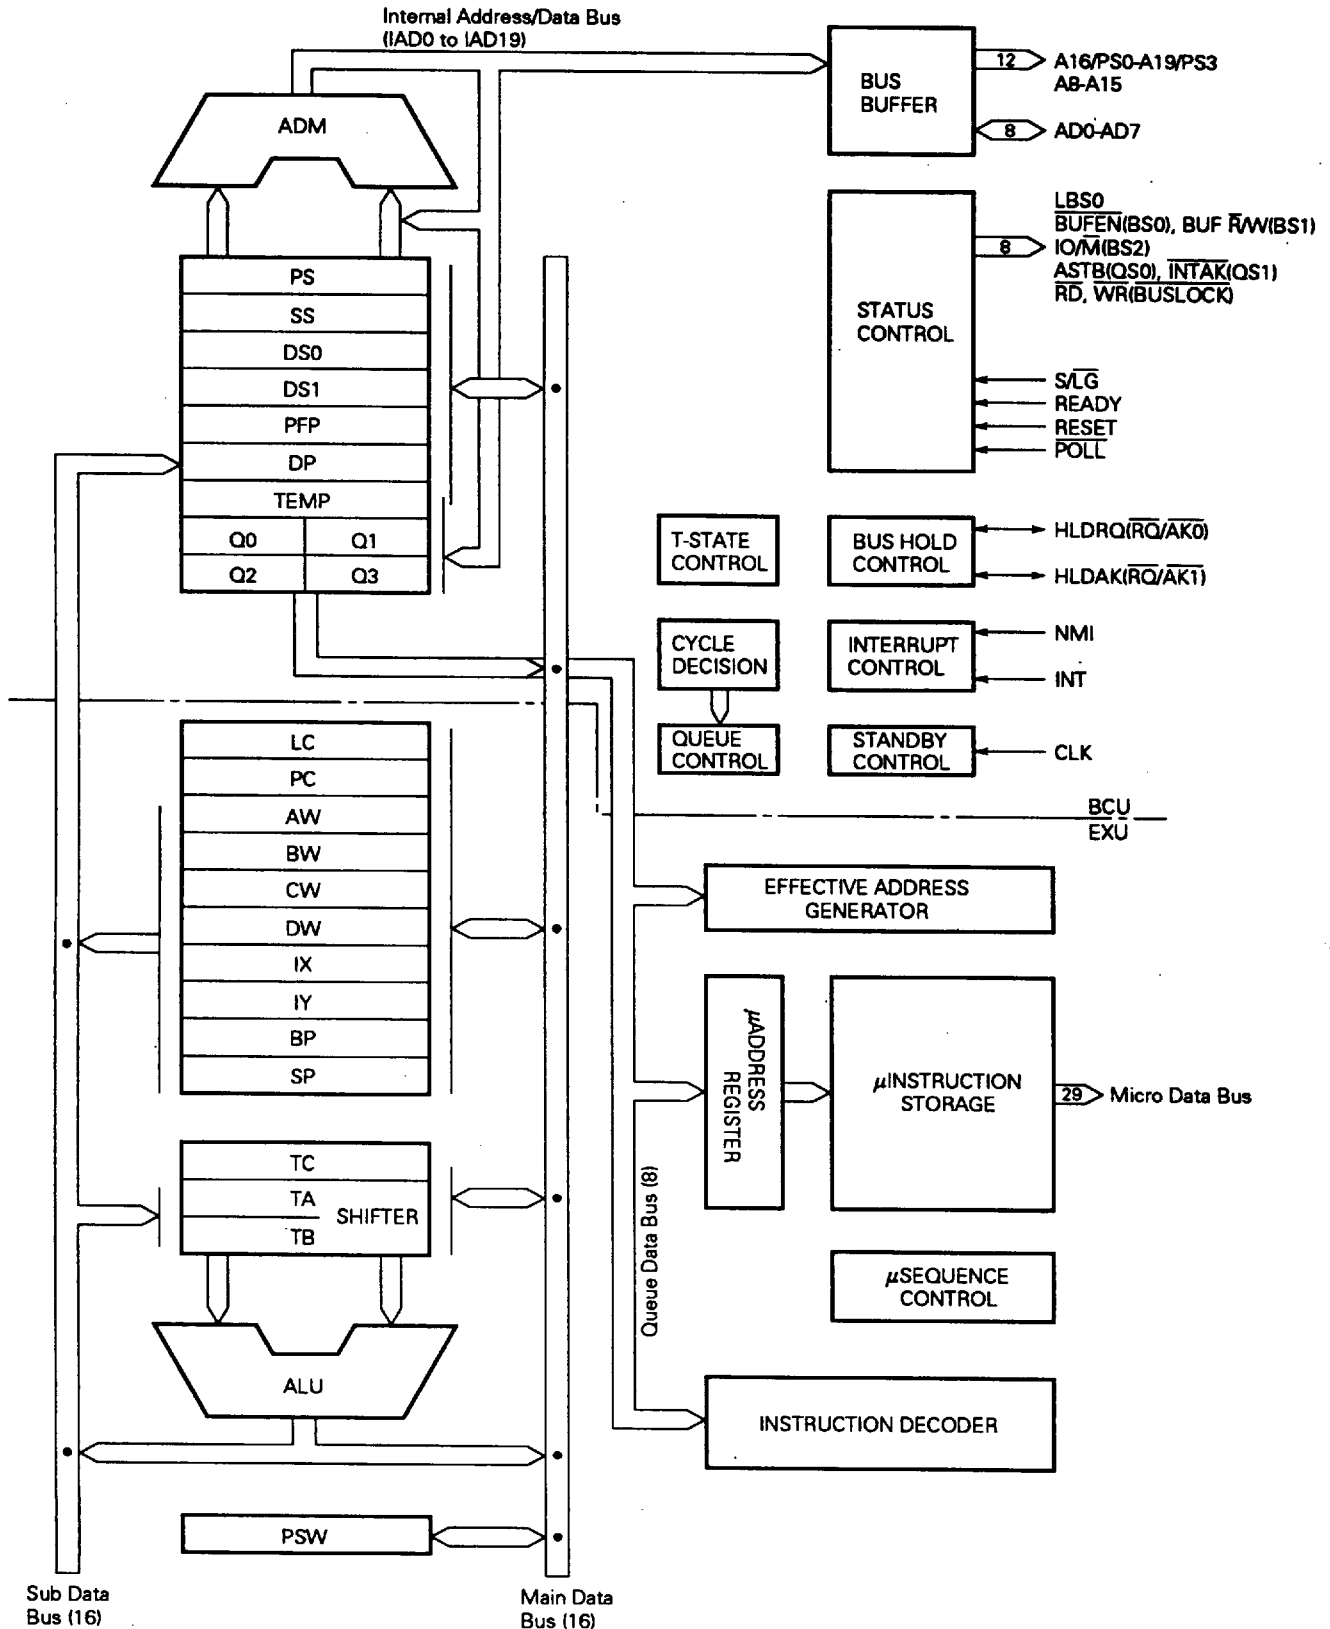 Internal Address/Data Bus
(IAD0 to IAD19)
ADM
BUS
BUFFER
12
A16/PS0-A19/PS3
A8-A15
8
AD0-AD7
PS
SS
DS0
DS1
PFP
DP
TEMP
Q0
Q1
Q2
Q3
STATUS
CONTROL
8
LBS0
BUFEN(BS0), BUF R/W(BS1)
IO/M(BS2)
ASTB(QS0), INTAK(QS1)
RD, WR(BUSLOCK)
S/LG
READY
RESET
POLL
T-STATE
CONTROL
BUS HOLD
CONTROL
HLDRQ(RQ/AK0)
HLDAK(RQ/AK1)
CYCLE
DECISION
INTERRUPT
CONTROL
NMI
INT
QUEUE
CONTROL
STANDBY
CONTROL
CLK
BCU
EXU
LC
PC
AW
BW
CW
DW
IX
IY
BP
SP
EFFECTIVE ADDRESS
GENERATOR
μADDRESS
REGISTER
μINSTRUCTION
STORAGE
29
Micro Data Bus
Queue Data Bus (8)
TC
TA
SHIFTER
TB
μSEQUENCE
CONTROL
ALU
INSTRUCTION DECODER
PSW
Sub Data
Bus (16)
Main Data
Bus (16)